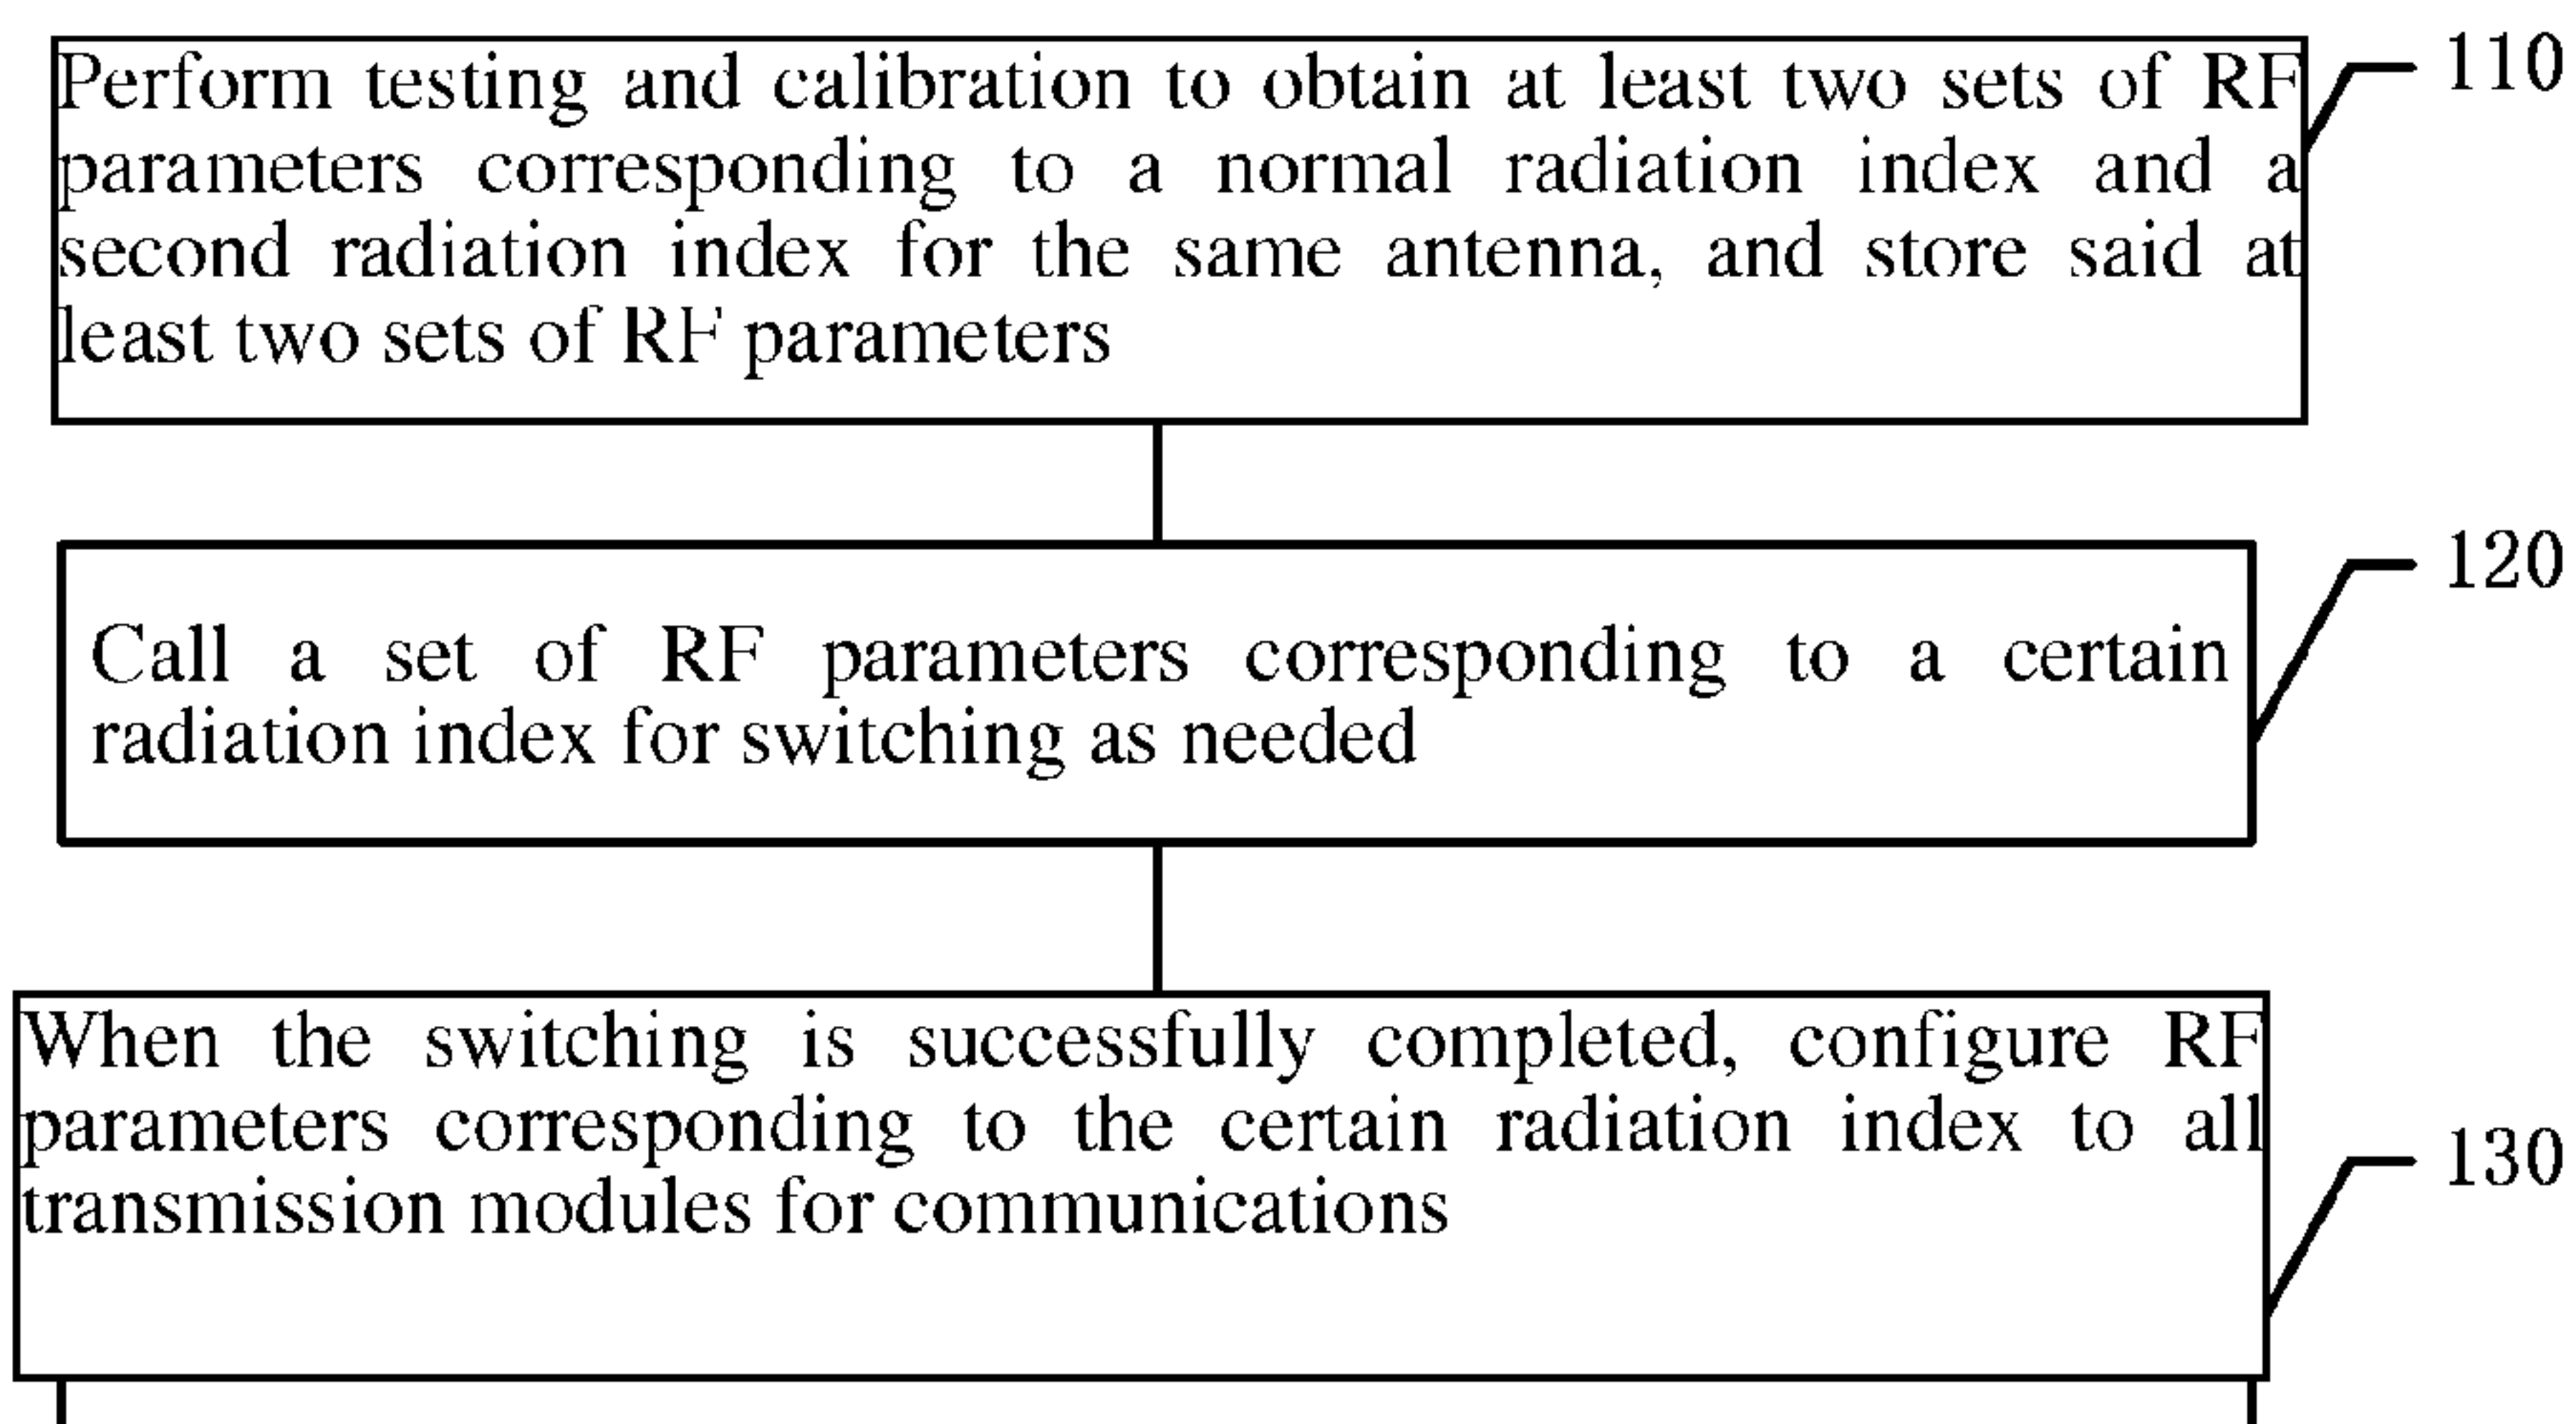 Perform testing and calibration to obtain at least two sets of RF
110
parameters corresponding to a normal radiation index and a
second radiation index for the same antenna, and store said at
least two sets of RF parameters
120
Call a set of RF parameters corresponding to a certain
radiation index for switching as needed
When the switching is successfully completed, configure RF
parameters corresponding to the certain radiation index to all
130
transmission modules for communications